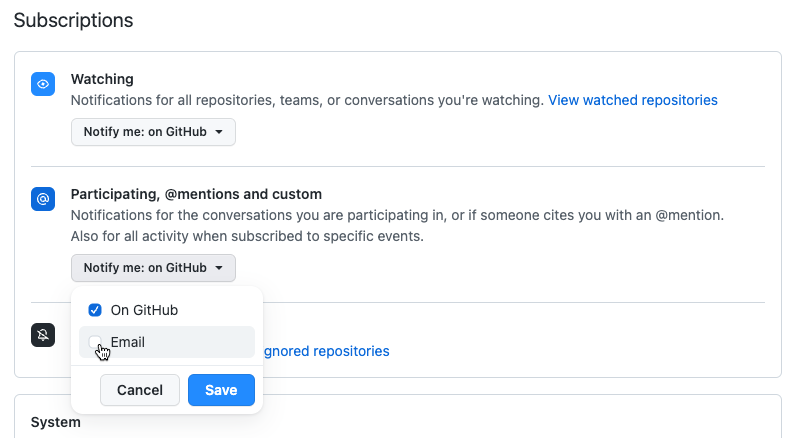 Subscriptions
Watching
Notifications for all repositories, teams, or conversations you're watching. View watched repositories
Notify me: on GitHub
Participating, @mentions and custom
Notifications for the conversations you are participating in, or if someone cites you with an @mention.
Also for all activity when subscribed to specific events.
Notify me: on GitHub
On GitHub
Email
gnored repositories
Cancel
Save
System